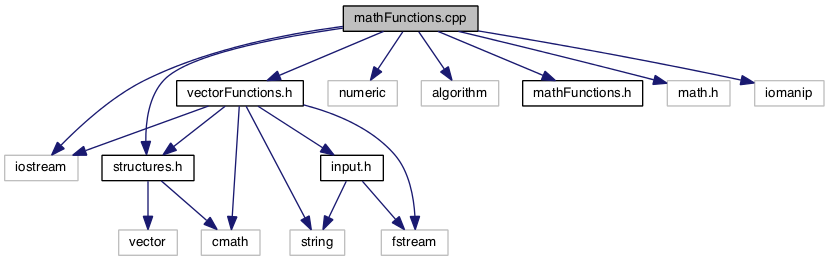 mathFunctions.cpp
vectorFunctions.h
numeric
algorithm
mathFunctions.h
math.h
iomanip
iostream
structures.h
input.h
vector
cmath
string
fstream